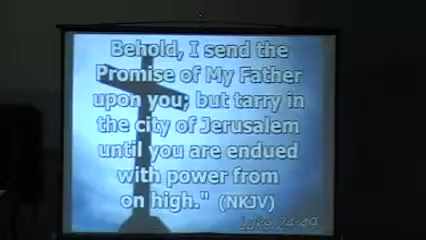 Behold, I send the
Promise of My Father
upon you; but tarry in
the city of Jerusalem
until you are endued
with power from
on high." (NKJV)
Luke 24:49